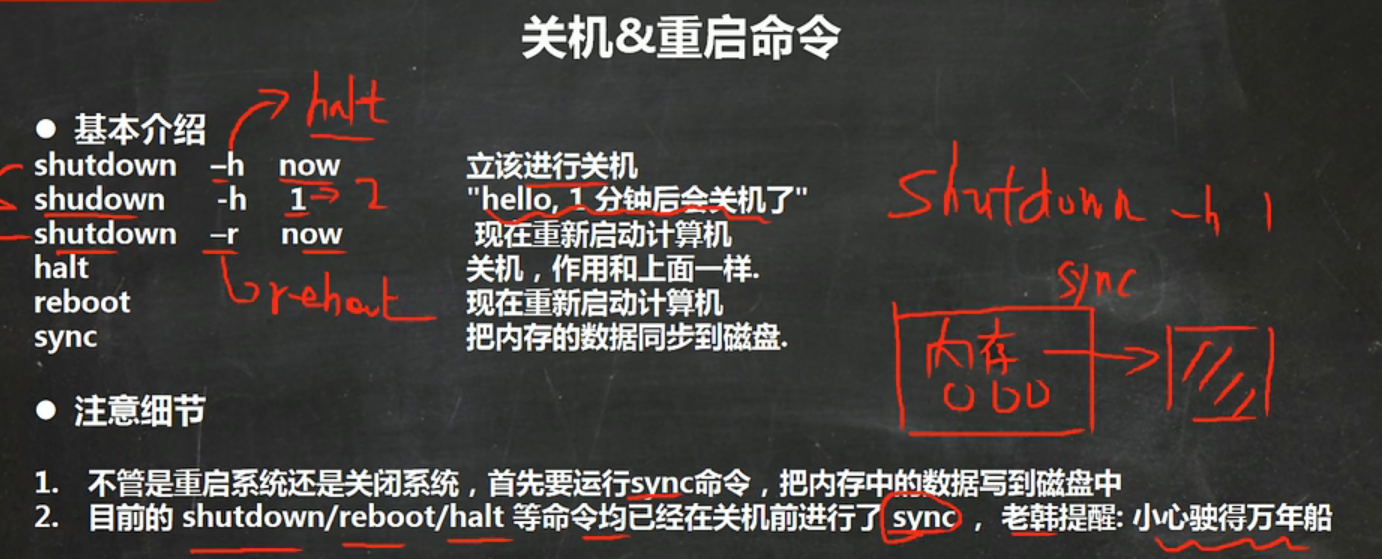 关机&重启命令
halt
● 基本介绍
shutdown –h now 立该进行关机
shudown -h 1 "hello, 1 分钟后会关机了"
2
shutdown –r now 现在重新启动计算机
shutdown -h 1
halt 关机，作用和上面一样.
reboot 现在重新启动计算机
sync 把内存的数据同步到磁盘.
sync
内存
● 注意细节
1. 不管是重启系统还是关闭系统，首先要运行sync命令，把内存中的数据写到磁盘中
2. 目前的 shutdown/reboot/halt 等命令均已经在关机前进行了 sync ， 老韩提醒: 小心驶得万年船